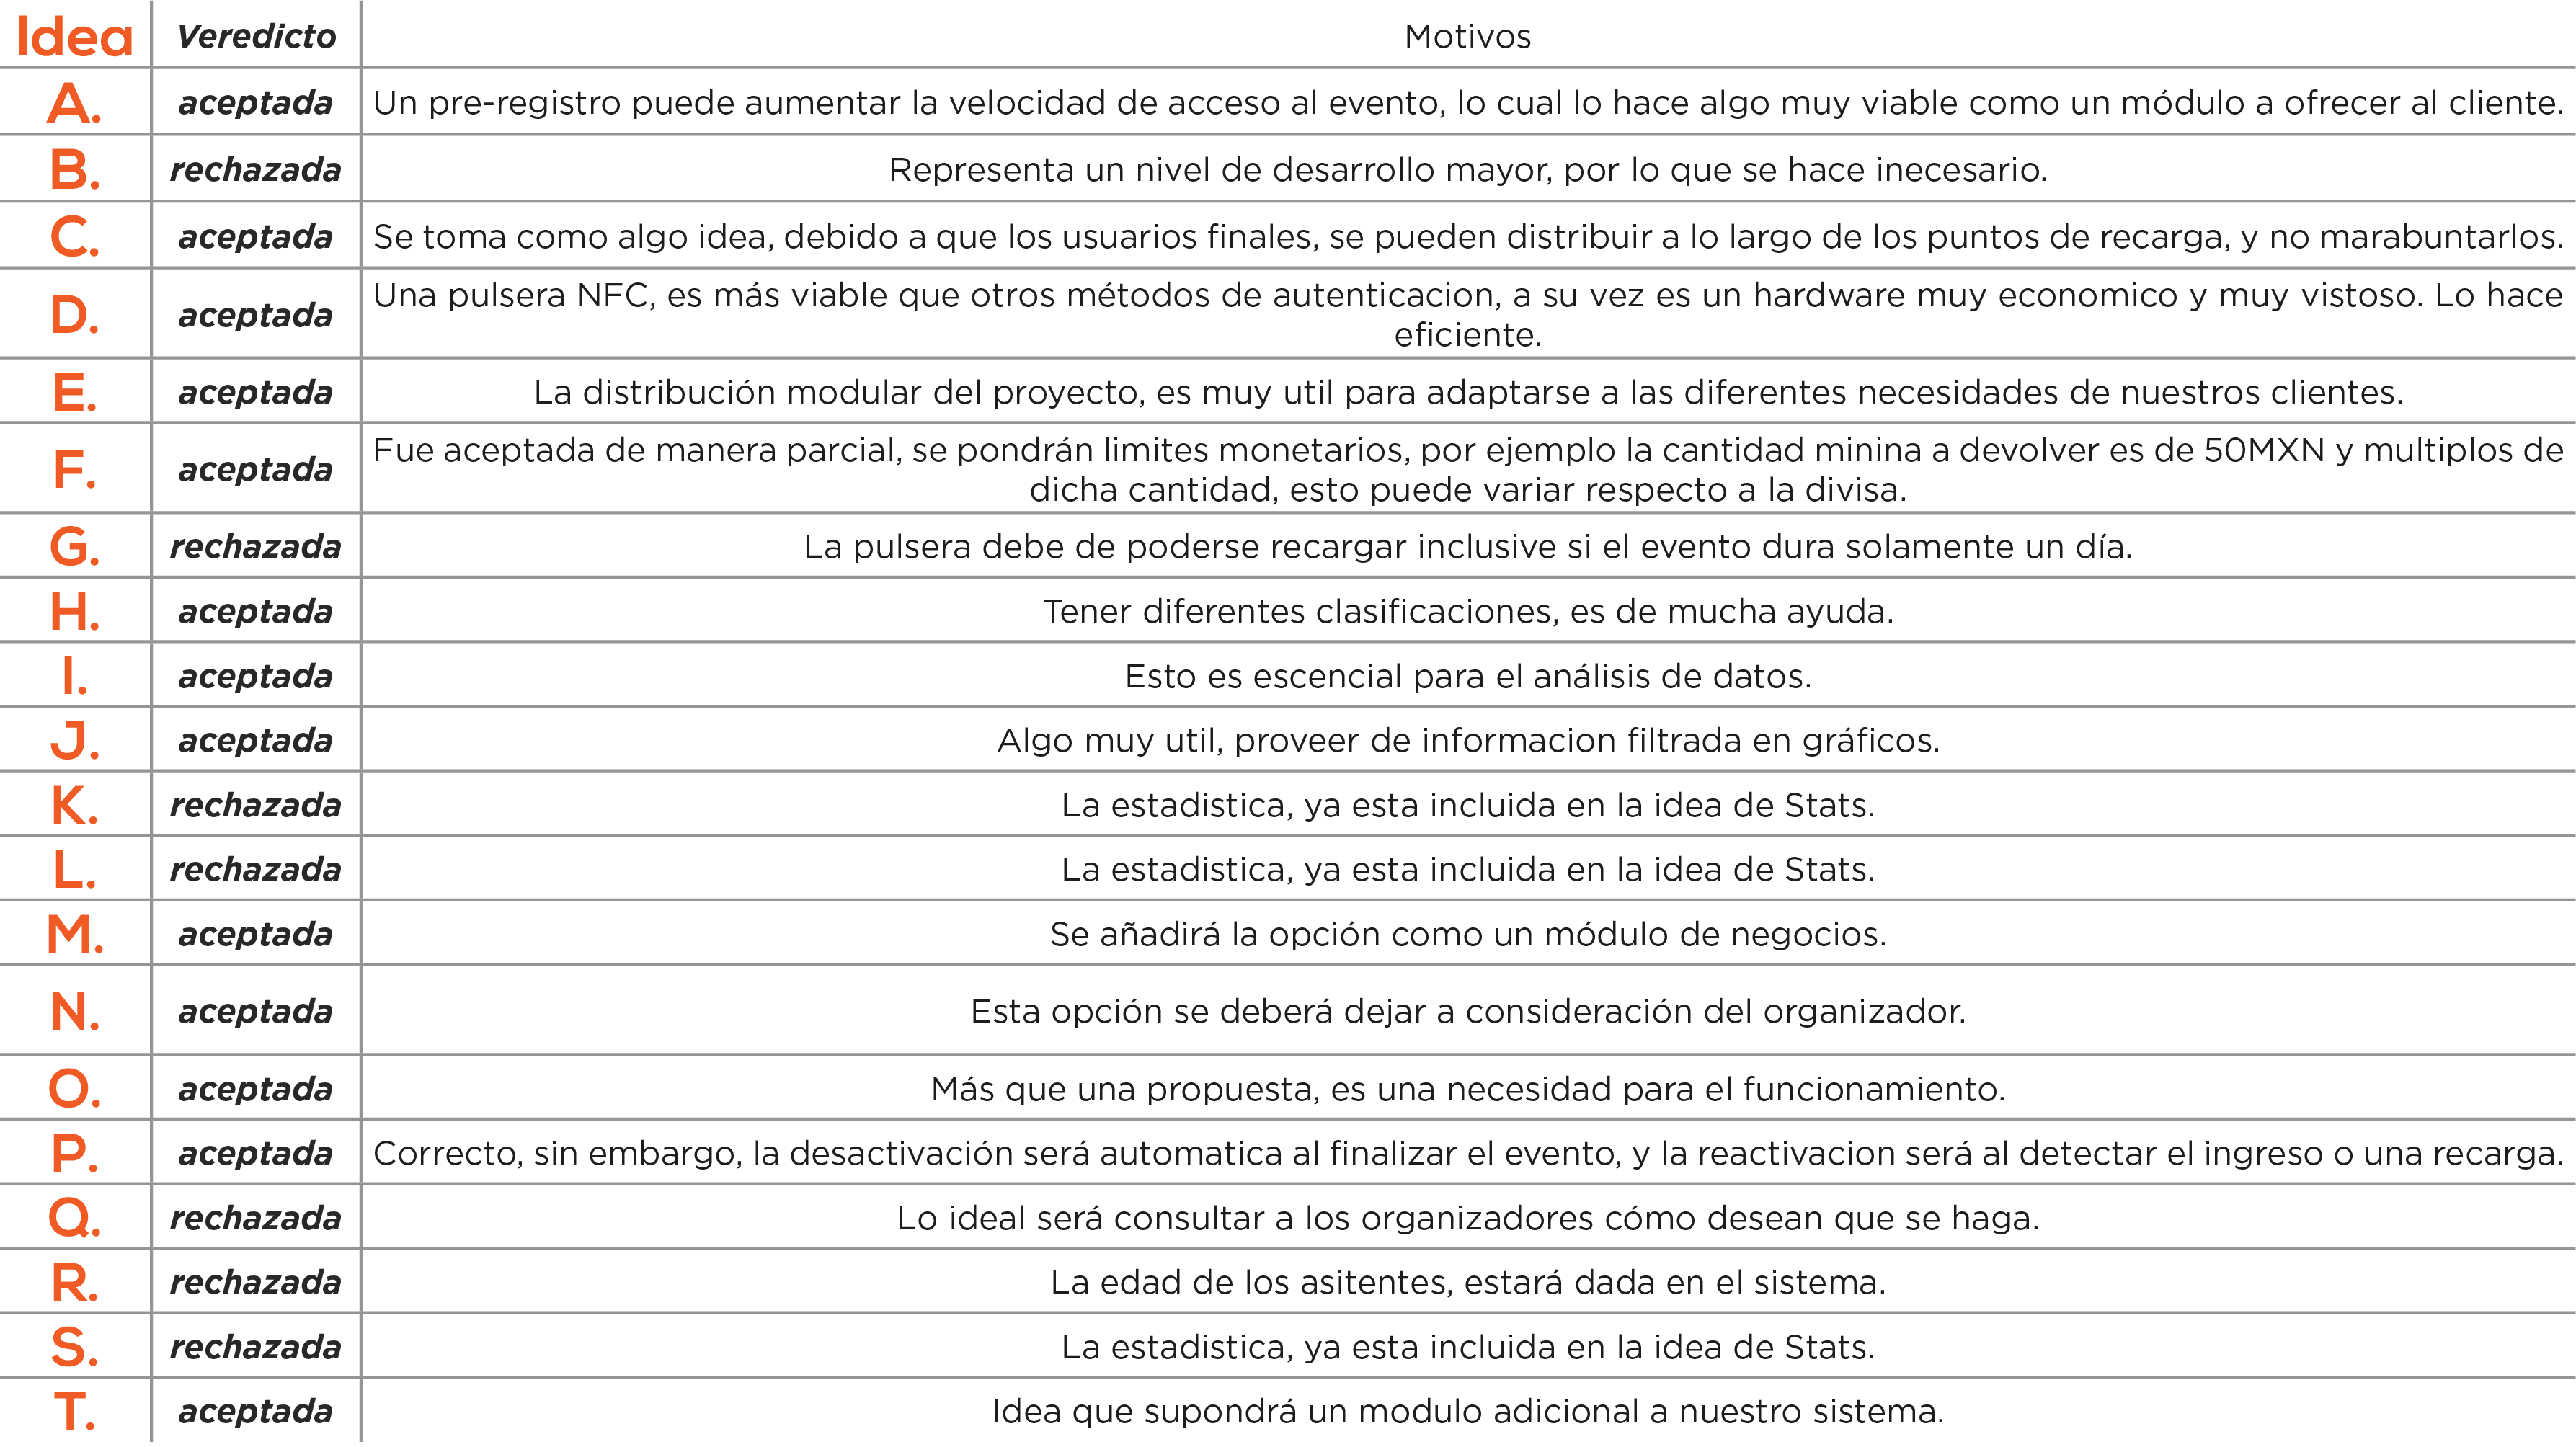 Idea Veredicto Motivos
A. aceptada Un pre-registro puede aumentar la velocidad de acceso al evento, lo cual lo hace algo muy viable como un módulo a ofrecer al cliente.
B. rechazada Representa un nivel de desarrollo mayor, por lo que se hace inecesario.
C. aceptada Se toma como algo idea, debido a que los usuarios finales, se pueden distribuir a lo largo de los puntos de recarga, y no marabuntarlos.
D. aceptada Una pulsera NFC, es más viable que otros métodos de autenticacion, a su vez es un hardware muy economico y muy vistoso. Lo hace
eficiente.
E. aceptada La distribución modular del proyecto, es muy util para adaptarse a las diferentes necesidades de nuestros clientes.
F. aceptada Fue aceptada de manera parcial, se pondrán limites monetarios, por ejemplo la cantidad minina a devolver es de 50MXN y multiplos de
dicha cantidad, esto puede variar respecto a la divisa.
G. rechazada La pulsera debe de poderse recargar inclusive si el evento dura solamente un día.
H. aceptada Tener diferentes clasificaciones, es de mucha ayuda.
I. aceptada Esto es escencial para el análisis de datos.
J. aceptada Algo muy util, proveer de informacion filtrada en gráficos.
K. rechazada La estadistica, ya esta incluida en la idea de Stats.
L. rechazada La estadistica, ya esta incluida en la idea de Stats.
M. aceptada Se añadirá la opción como un módulo de negocios.
N. aceptada Esta opción se deberá dejar a consideración del organizador.
O. aceptada Más que una propuesta, es una necesidad para el funcionamiento.
P. aceptada Correcto, sin embargo, la desactivación será automatica al finalizar el evento, y la reactivacion será al detectar el ingreso o una recarga.
Q. rechazada Lo ideal será consultar a los organizadores cómo desean que se haga.
R. rechazada La edad de los asitentes, estará dada en el sistema.
S. rechazada La estadistica, ya esta incluida en la idea de Stats.
T. aceptada Idea que supondrá un modulo adicional a nuestro sistema.